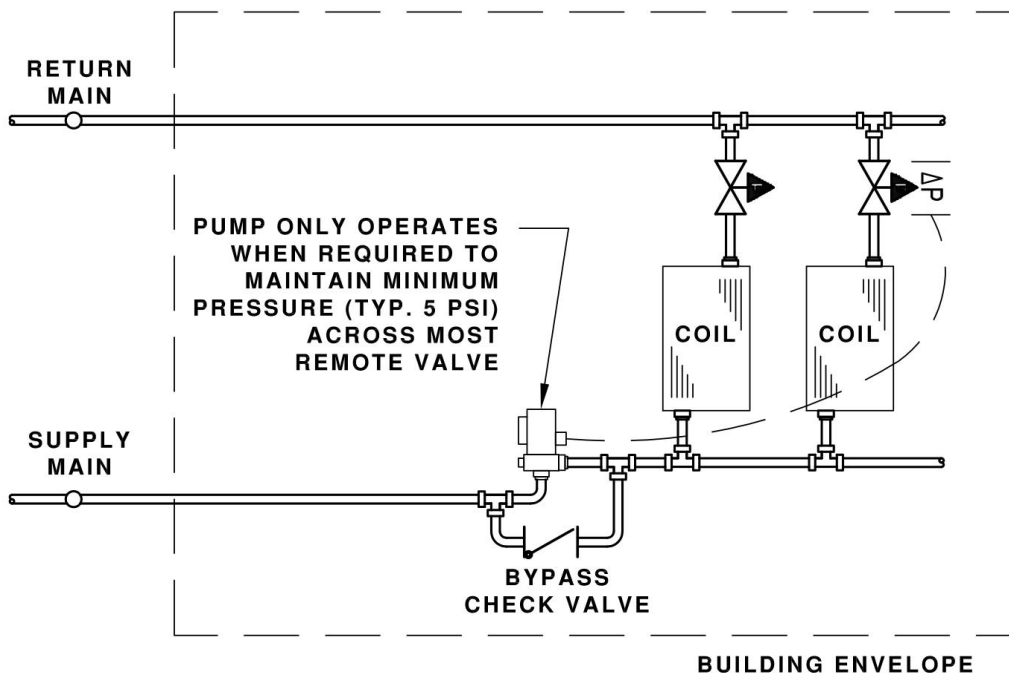 RETURN
MAIN
PUMP ONLY OPERATES
WHEN REQUIRED TO
MAINTAIN MINIMUM
PRESSURE (TYP. 5 PSI)
ACROSS MOST
REMOTE VALVE
ΔP
COIL
COIL
SUPPLY
MAIN
BYPASS
CHECK VALVE
BUILDING ENVELOPE